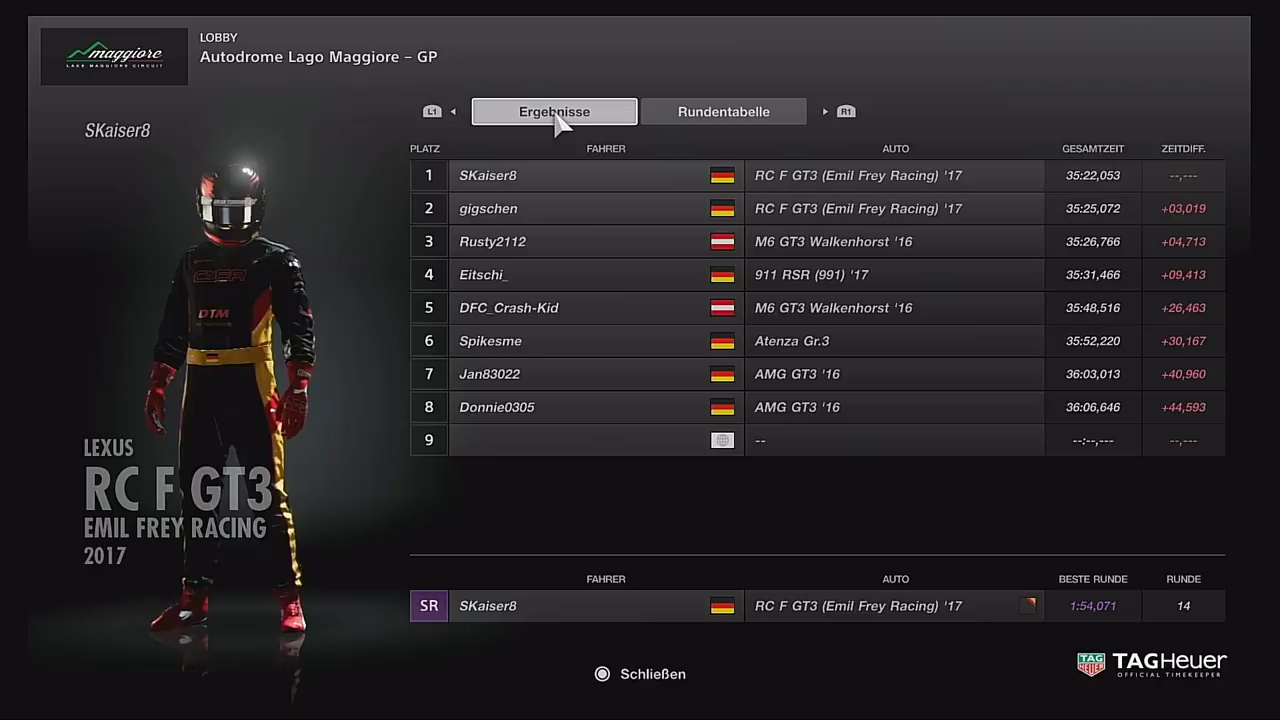 maggiore
LAKE MAGGIORE CIRCUIT
LOBBY
Autodrome Lago Maggiore – GP
L1 Ergebnisse Rundentabelle R1
SKaiser8
PLATZ FAHRER AUTO GESAMTZEIT ZEITDIFF.
1 SKaiser8 RC F GT3 (Emil Frey Racing) '17 35:22,053 --,---
2 gigschen RC F GT3 (Emil Frey Racing) '17 35:25,072 +03,019
3 Rusty2112 M6 GT3 Walkenhorst '16 35:26,766 +04,713
4 Eitschi_ 911 RSR (991) '17 35:31,466 +09,413
5 DFC_Crash-Kid M6 GT3 Walkenhorst '16 35:48,516 +26,463
6 Spikesme Atenza Gr.3 35:52,220 +30,167
7 Jan83022 AMG GT3 '16 36:03,013 +40,960
8 Donnie0305 AMG GT3 '16 36:06,646 +44,593
9 -- --:--,--- --,---
DTM
LEXUS
RC F GT3
EMIL FREY RACING
2017
FAHRER AUTO BESTE RUNDE RUNDE
SR SKaiser8 RC F GT3 (Emil Frey Racing) '17 1:54,071 14
Schließen
TAG HEUER TAGHeuer
OFFICIAL TIMEKEEPER